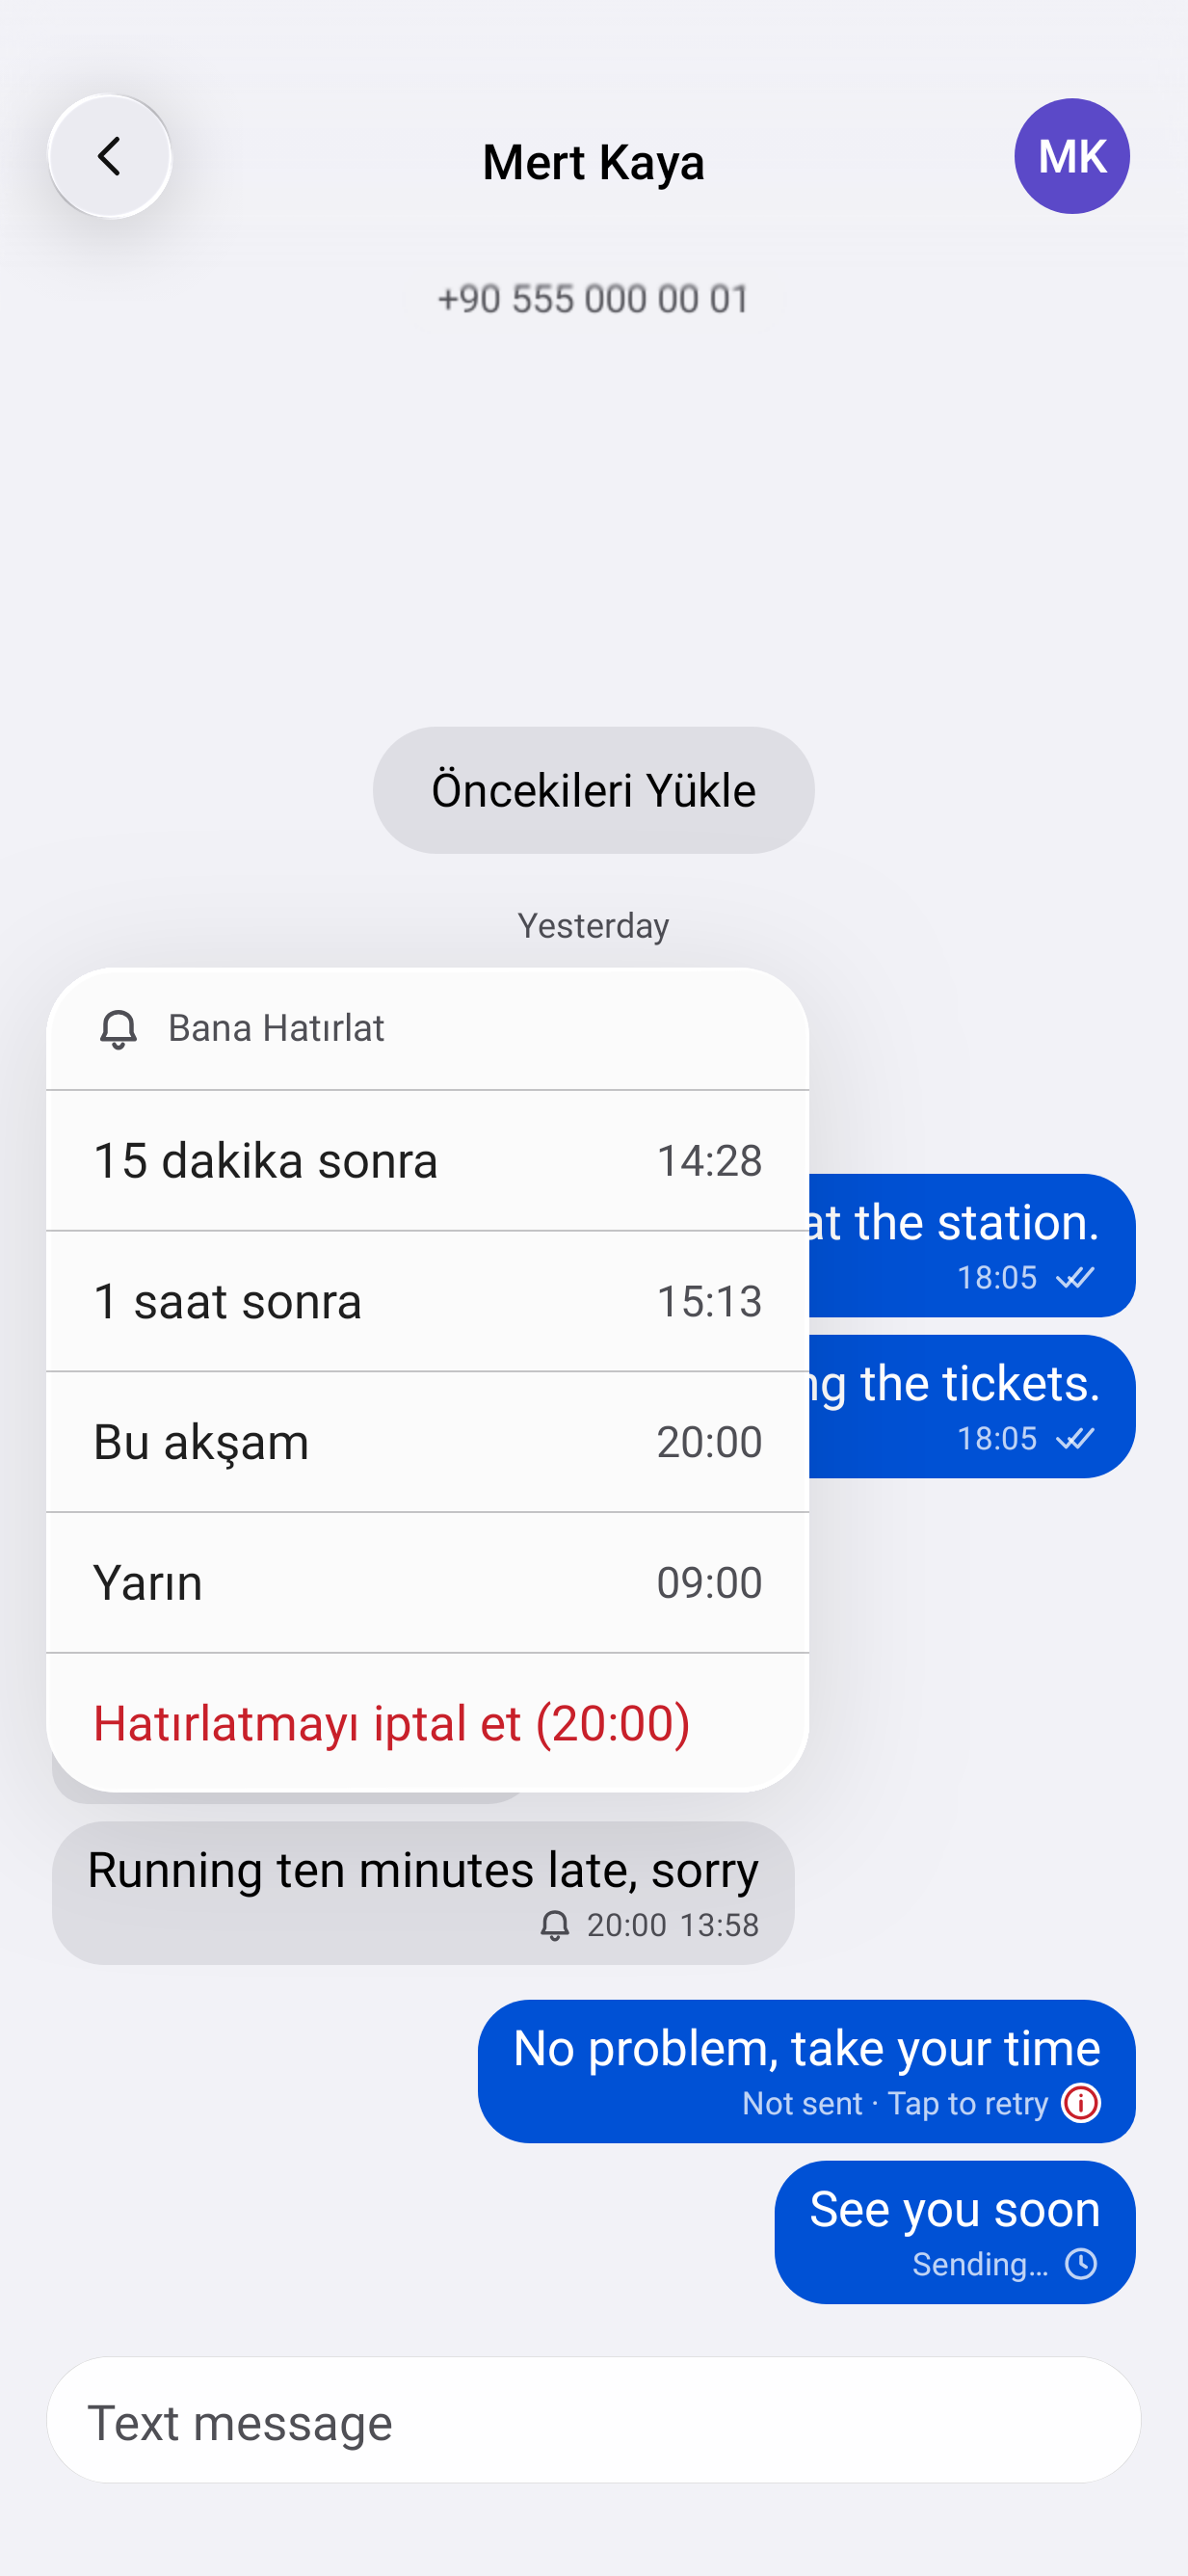 Mert Kaya
MK
+90 555 000 00 01
Öncekileri Yükle
Yesterday
Bana Hatırlat
15 dakika sonra 14:28
1 saat sonra 15:13
Bu akşam 20:00
Yarın 09:00
Hatırlatmayı iptal et (20:00)
at the station.
18:05
the tickets.
18:05
Running ten minutes late, sorry
20:00 13:58
No problem, take your time
Not sent · Tap to retry
See you soon
Sending...
Text message